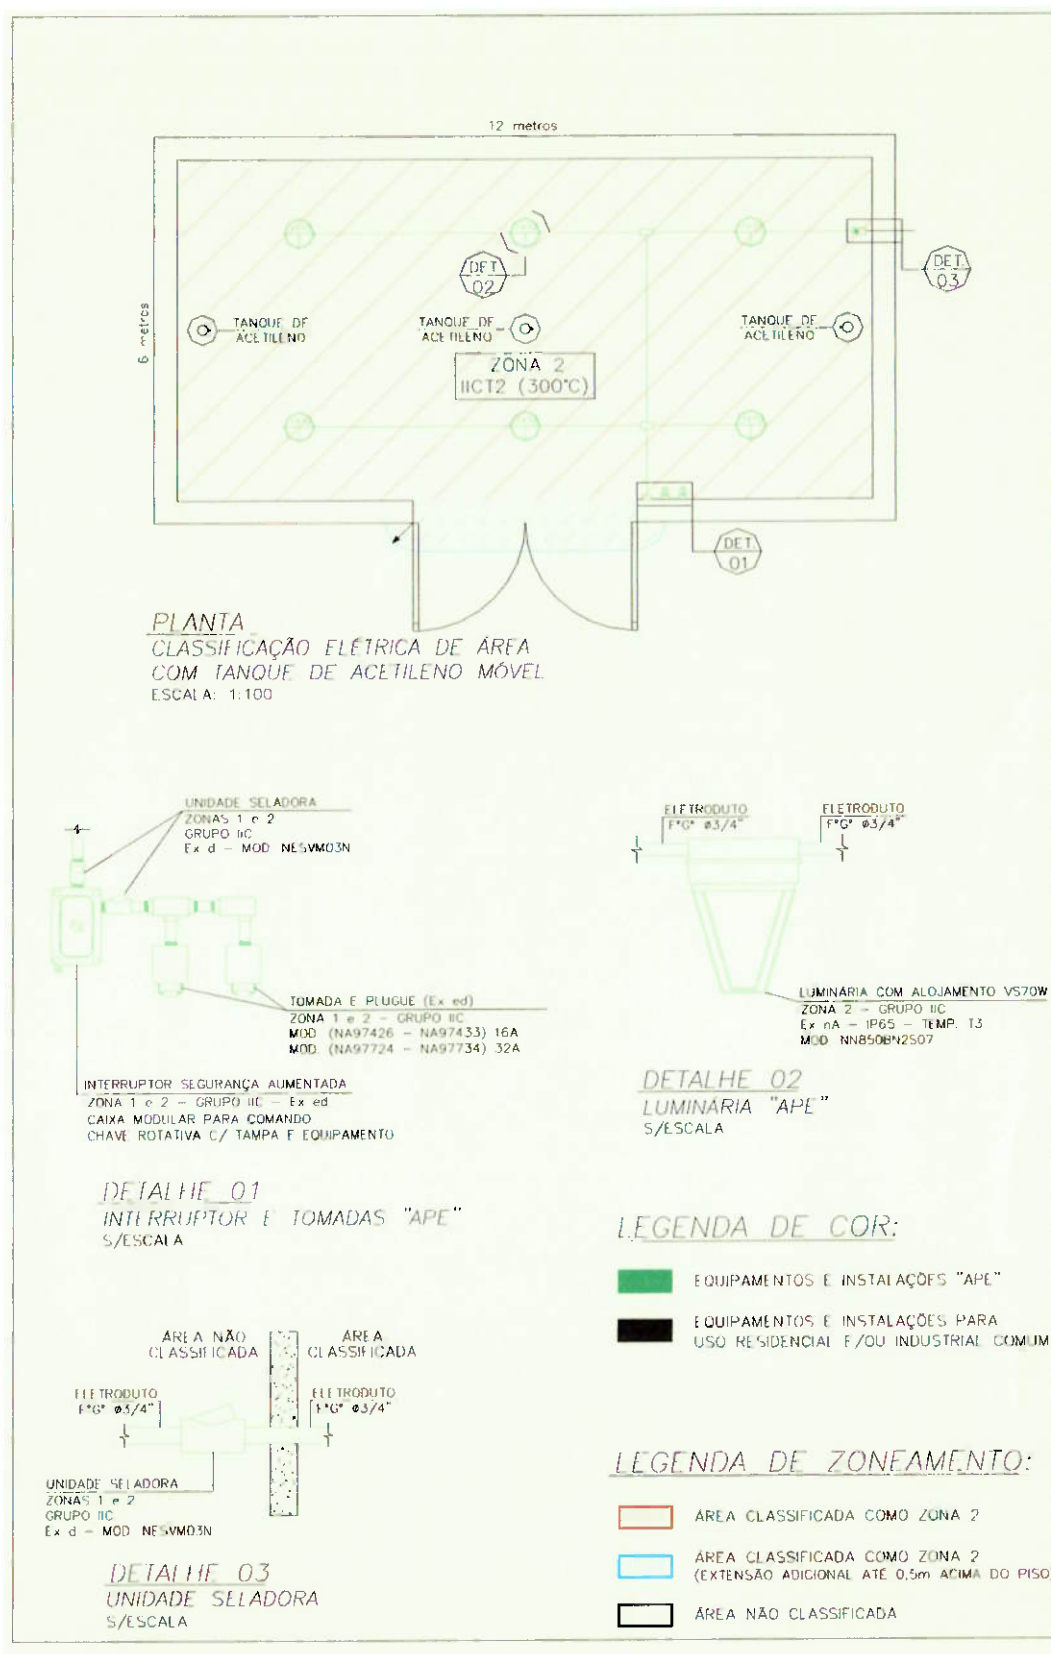 12 metros
6 metros
DET.
02
DET.
03
TANQUE DE
ACETILENO
TANQUE DE
ACETILENO
TANQUE DE
ACETILENO
ZONA 2
IICT2 (300°C)
DET.
01
PLANTA
CLASSIFICAÇÃO ELÉTRICA DE ÁREA
COM TANQUE DE ACETILENO MÓVEL
ESCALA: 1:100
UNIDADE SELADORA
ZONAS 1 e 2
GRUPO IIC
Ex d - MOD NESVM03N
TOMADA E PLUGUE (Ex ed)
ZONA 1 e 2 - GRUPO IIC
MOD (NA97426 - NA97433) 16A
MOD (NA97724 - NA97734) 32A
INTERRUPTOR SEGURANÇA AUMENTADA
ZONA 1 e 2 - GRUPO IIC - Ex ed
CAIXA MODULAR PARA COMANDO
CHAVE ROTATIVA C/ TAMPA E EQUIPAMENTO
DETALHE 01
INTERRUPTOR E TOMADAS "APE"
S/ESCALA
ELETRODUTO
F°G° ø3/4"
ELETRODUTO
F°G° ø3/4"
LUMINÁRIA COM ALOJAMENTO VS70W
ZONA 2 - GRUPO IIC
Ex nA - IP65 - TEMP. T3
MOD NN850BN2S07
DETALHE 02
LUMINÁRIA "APE"
S/ESCALA
ÁREA NÃO
CLASSIFICADA
ÁREA
CLASSIFICADA
ELETRODUTO
F°G° ø3/4"
ELETRODUTO
F°G° ø3/4"
UNIDADE SELADORA
ZONAS 1 e 2
GRUPO IIC
Ex d - MOD NESVM03N
DETALHE 03
UNIDADE SELADORA
S/ESCALA
LEGENDA DE COR:
EQUIPAMENTOS E INSTALAÇÕES "APE"
EQUIPAMENTOS E INSTALAÇÕES PARA
USO RESIDENCIAL E/OU INDUSTRIAL COMUM
LEGENDA DE ZONEAMENTO:
ÁREA CLASSIFICADA COMO ZONA 2
ÁREA CLASSIFICADA COMO ZONA 2
(EXTENSÃO ADICIONAL ATÉ 0,5m ACIMA DO PISO)
ÁREA NÃO CLASSIFICADA